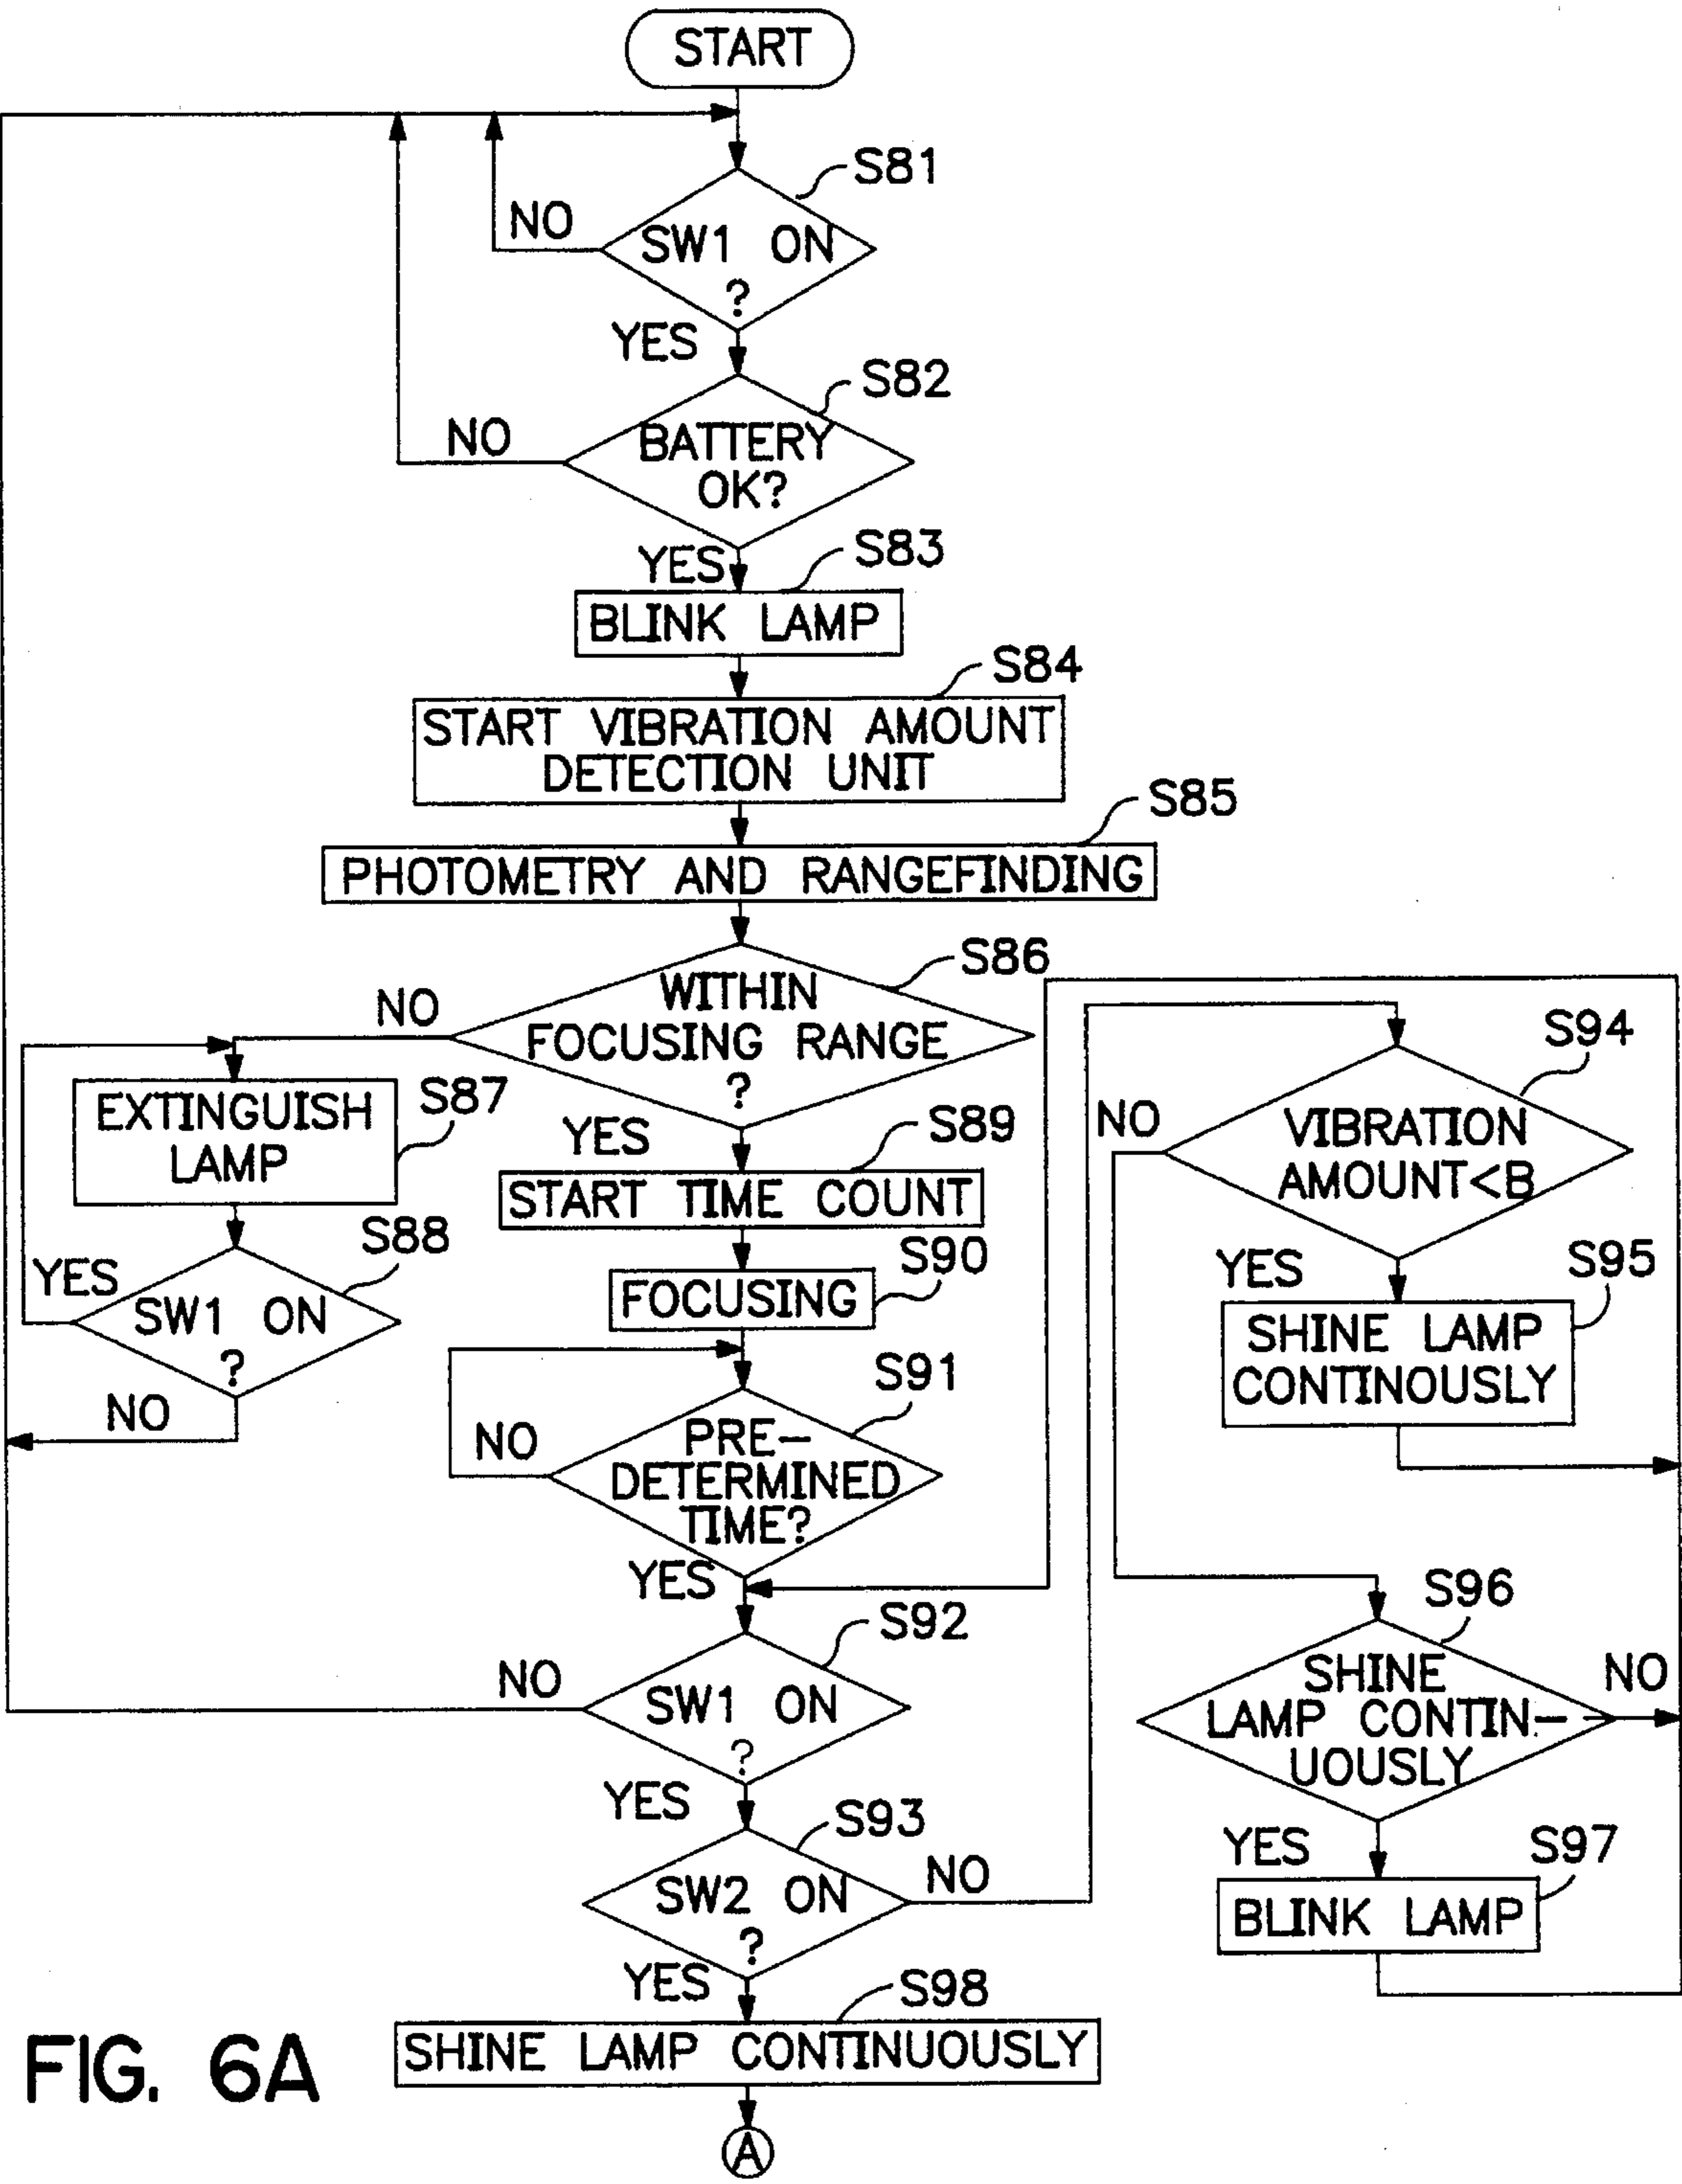 START
S81
NO
SW1 ON
?
YES
S82
NO
BATTERY
OK?
YES
S83
BLINK LAMP
S84
START VIBRATION AMOUNT
DETECTION UNIT
S85
PHOTOMETRY AND RANGEFINDING
S86
NO
WITHIN
FOCUSING RANGE
?
EXTINGUISH
LAMP
S87
YES
S89
START TIME COUNT
S88
YES
SW1 ON
?
NO
S90
FOCUSING
S91
NO
PRE-
DETERMINED
TIME?
YES
S92
NO
SW1 ON
?
YES
S93
SW2 ON
?
NO
YES
S94
NO
VIBRATION
AMOUNT<B
YES
S95
SHINE LAMP
CONTINOUSLY
S96
SHINE
LAMP CONTIN-
UOUSLY
NO
YES
S97
BLINK LAMP
S98
SHINE LAMP CONTINUOUSLY
A
FIG. 6A